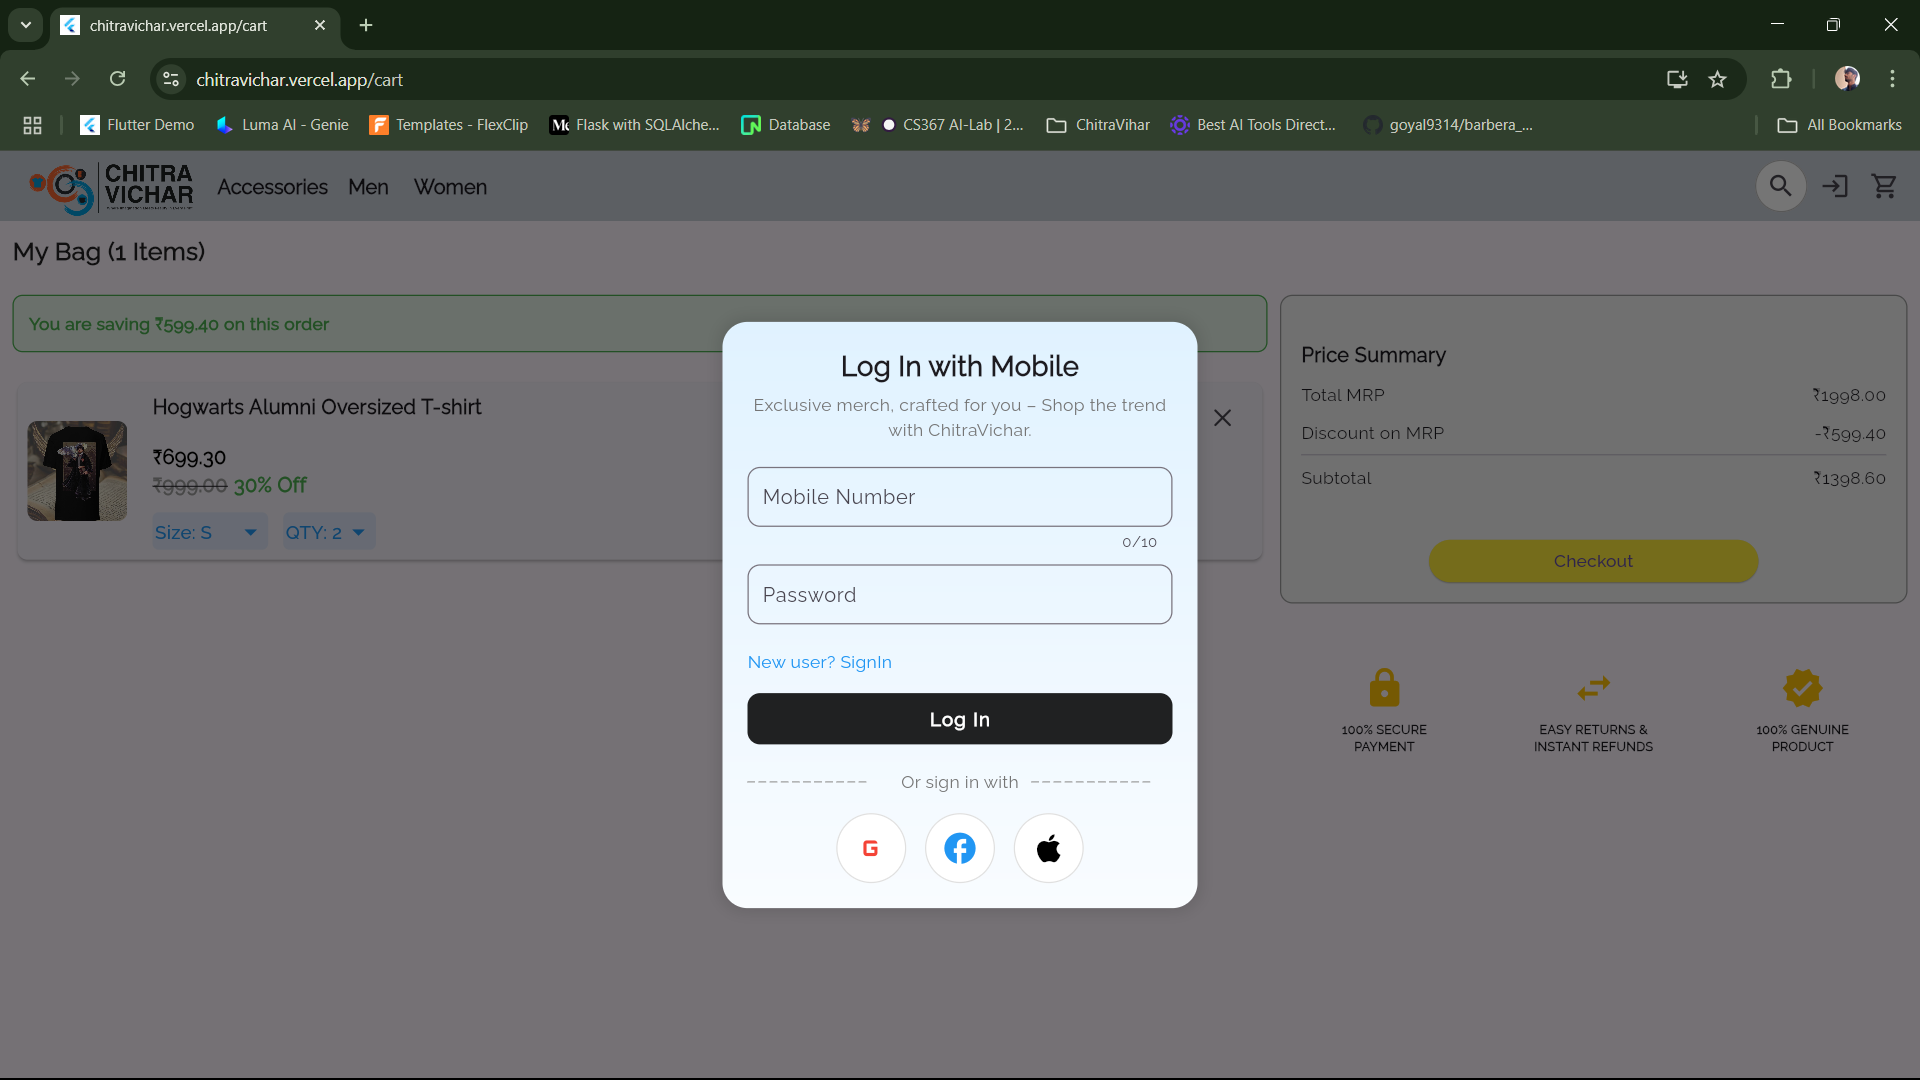 chitravichar.vercel.app/cart
chitravichar.vercel.app/cart
Flutter Demo
Luma AI - Genie
Templates - FlexClip
Flask with SQLAlche...
Database
CS367 AI-Lab | 2...
ChitraVihar
Best AI Tools Direct...
goyal9314/barbera_...
All Bookmarks
CHITRA
VICHAR
Accessories
Men
Women
My Bag (1 Items)
You are saving ₹599.40 on this order
Hogwarts Alumni Oversized T-shirt
₹699.30
₹999.00 30% Off
Size: S
QTY: 2
Log In with Mobile
Exclusive merch, crafted for you – Shop the trend
with ChitraVichar.
Mobile Number
0/10
Password
New user? SignIn
Log In
Or sign in with
G
Price Summary
Total MRP ₹1998.00
Discount on MRP -₹599.40
Subtotal ₹1398.60
Checkout
100% SECURE
PAYMENT
EASY RETURNS &
INSTANT REFUNDS
100% GENUINE
PRODUCT